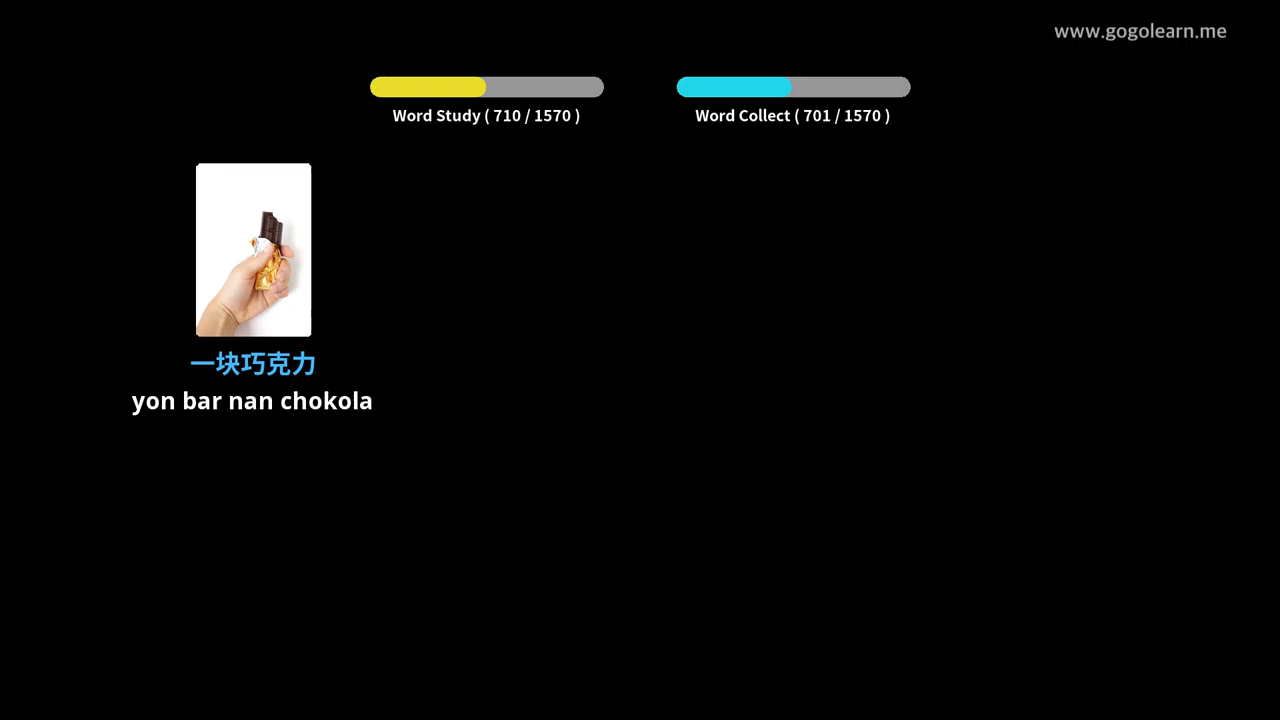 www.gogolearn.me
Word Study ( 710 / 1570 )
Word Collect ( 701 / 1570 )
一块巧克力
yon bar nan chokola